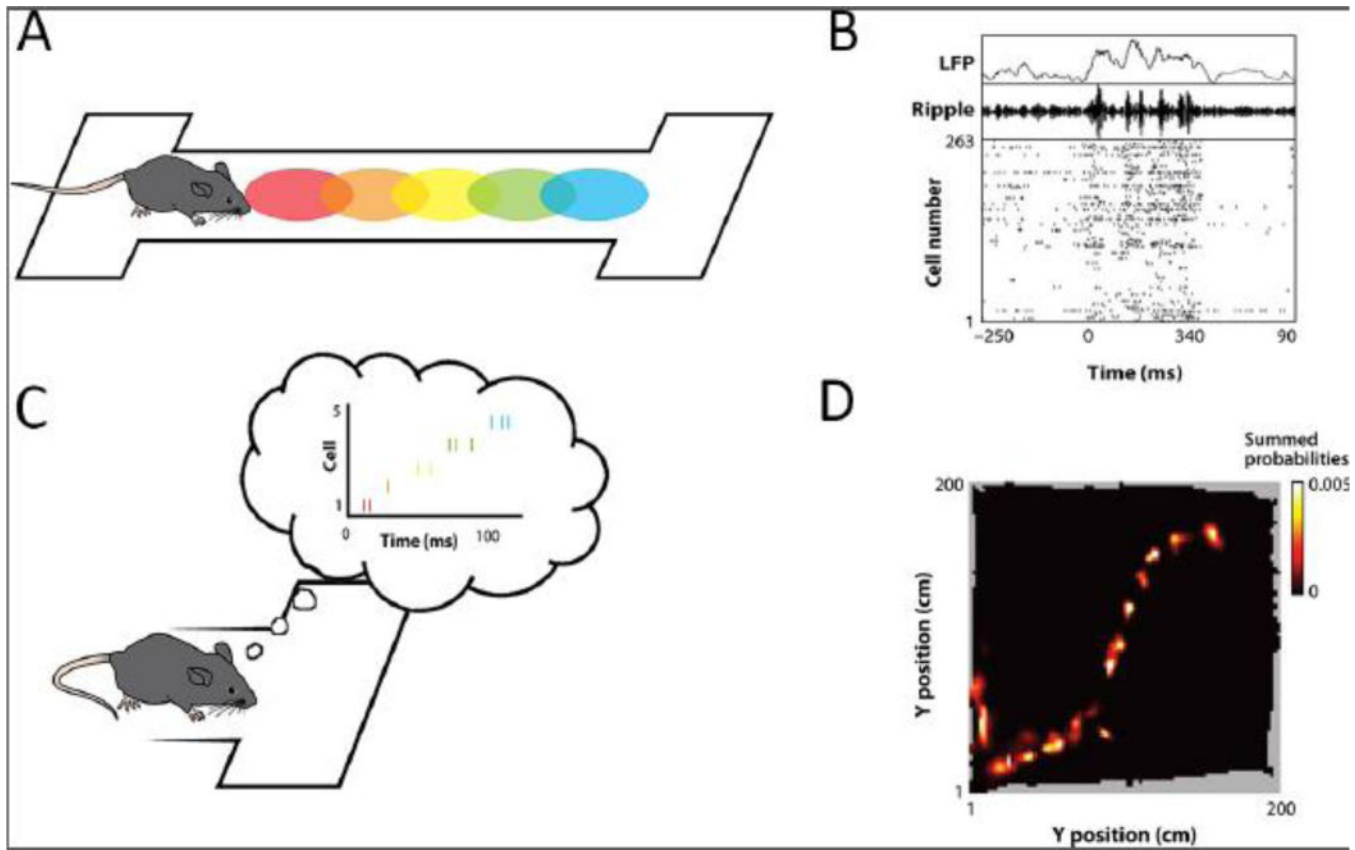 A
B
LFP
Ripple
263
Cell number
1
−250 0 340 90
Time (ms)
C
5
Cell
1
0 Time (ms) 100
D
Summed
probabilities
200
0.005
0
Y position (cm)
1
1 200
Y position (cm)